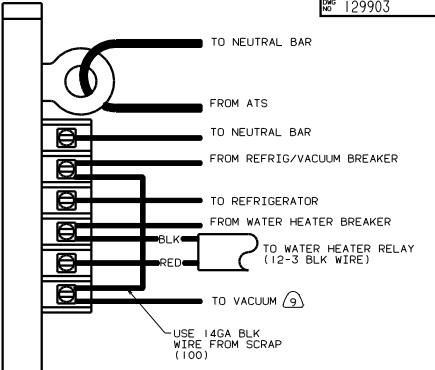 DWG NO 129903
TO NEUTRAL BAR
FROM ATS
TO NEUTRAL BAR
FROM REFRIG/VACUUM BREAKER
TO REFRIGERATOR
FROM WATER HEATER BREAKER
BLK
TO WATER HEATER RELAY
(12-3 BLK WIRE)
RED
TO VACUUM 9
USE 14GA BLK
WIRE FROM SCRAP
(100)